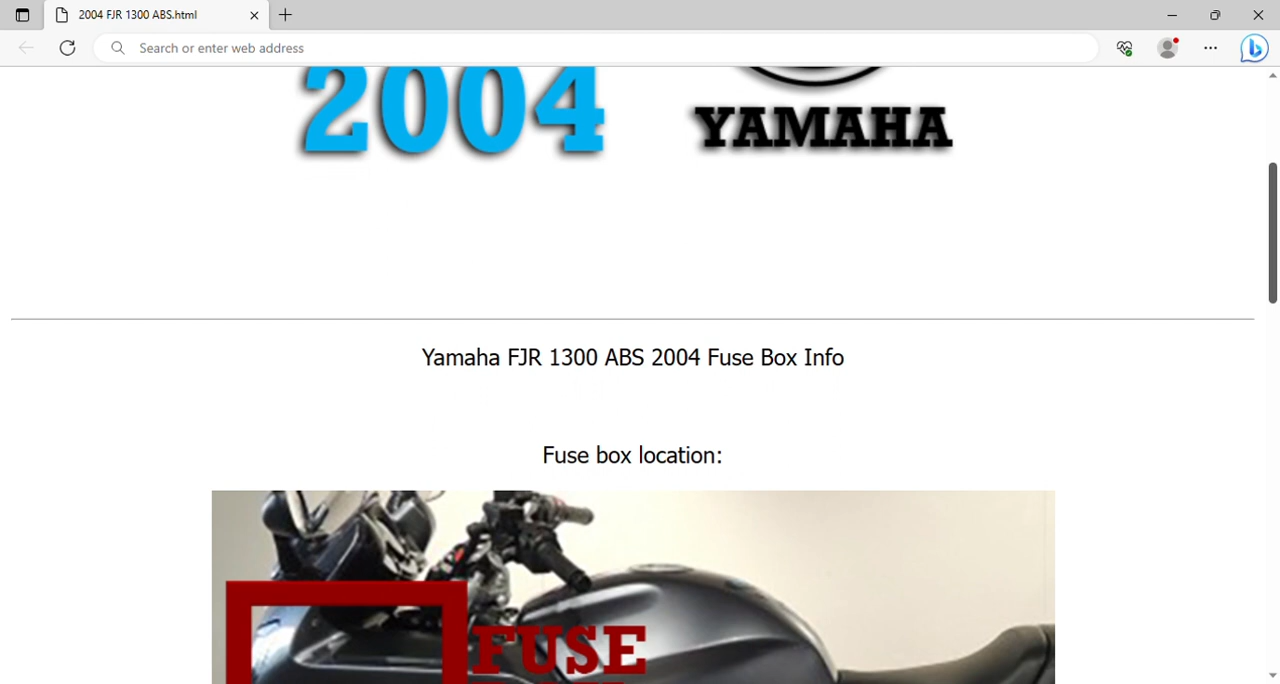 2004 FJR 1300 ABS.html
Search or enter web address
2004
YAMAHA
Yamaha FJR 1300 ABS 2004 Fuse Box Info
Fuse box location:
FUSE